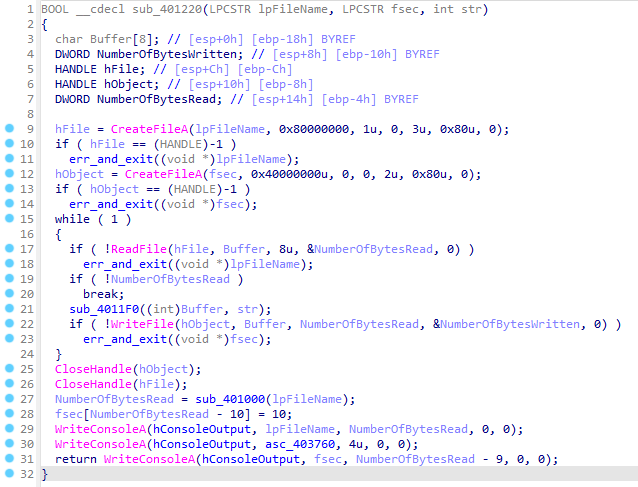 1 BOOL __cdecl sub_401220(LPCSTR lpFileName, LPCSTR fsec, int str)
2 {
3 char Buffer[8]; // [esp+0h] [ebp-18h] BYREF
4 DWORD NumberOfBytesWritten; // [esp+8h] [ebp-10h] BYREF
5 HANDLE hFile; // [esp+Ch] [ebp-Ch]
6 HANDLE hObject; // [esp+10h] [ebp-8h]
7 DWORD NumberOfBytesRead; // [esp+14h] [ebp-4h] BYREF
8
9 hFile = CreateFileA(lpFileName, 0x80000000, 1u, 0, 3u, 0x80u, 0);
10 if ( hFile == (HANDLE)-1 )
11 err_and_exit((void *)lpFileName);
12 hObject = CreateFileA(fsec, 0x40000000u, 0, 0, 2u, 0x80u, 0);
13 if ( hObject == (HANDLE)-1 )
14 err_and_exit((void *)fsec);
15 while ( 1 )
16 {
17 if ( !ReadFile(hFile, Buffer, 8u, &NumberOfBytesRead, 0) )
18 err_and_exit((void *)lpFileName);
19 if ( !NumberOfBytesRead )
20 break;
21 sub_4011F0((int)Buffer, str);
22 if ( !WriteFile(hObject, Buffer, NumberOfBytesRead, &NumberOfBytesWritten, 0) )
23 err_and_exit((void *)fsec);
24 }
25 CloseHandle(hObject);
26 CloseHandle(hFile);
27 NumberOfBytesRead = sub_401000(lpFileName);
28 fsec[NumberOfBytesRead - 10] = 10;
29 WriteConsoleA(hConsoleOutput, lpFileName, NumberOfBytesRead, 0, 0);
30 WriteConsoleA(hConsoleOutput, asc_403760, 4u, 0, 0);
31 return WriteConsoleA(hConsoleOutput, fsec, NumberOfBytesRead - 9, 0, 0);
32 }